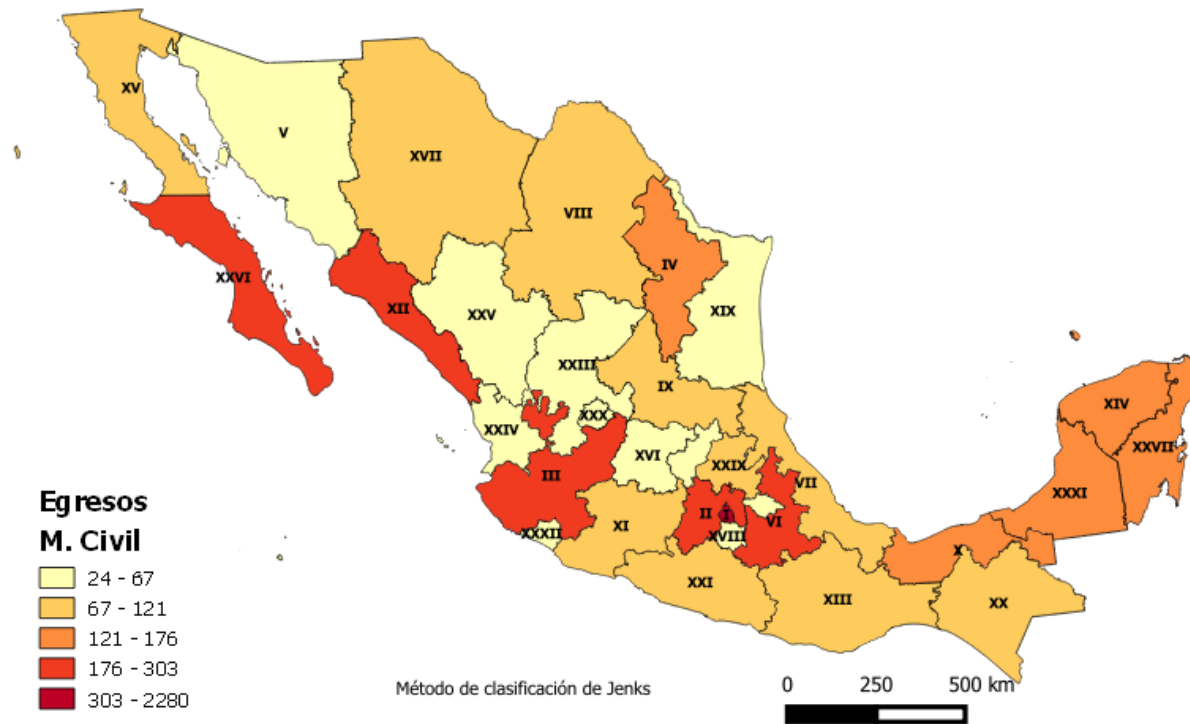 XV
V
XVII
VIII
IV
XXVI
XII
XXV
XIX
XXIII
IX
XXX
XXIV
XVI
III
XXIX
VII
XIV
XXVII
XXXI
II
I
VI
XI
XXXII
XVIII
X
XXI
XIII
XX
Egresos
M. Civil
24 - 67
67 - 121
121 - 176
176 - 303
303 - 2280
Método de clasificación de Jenks
0 250 500 km